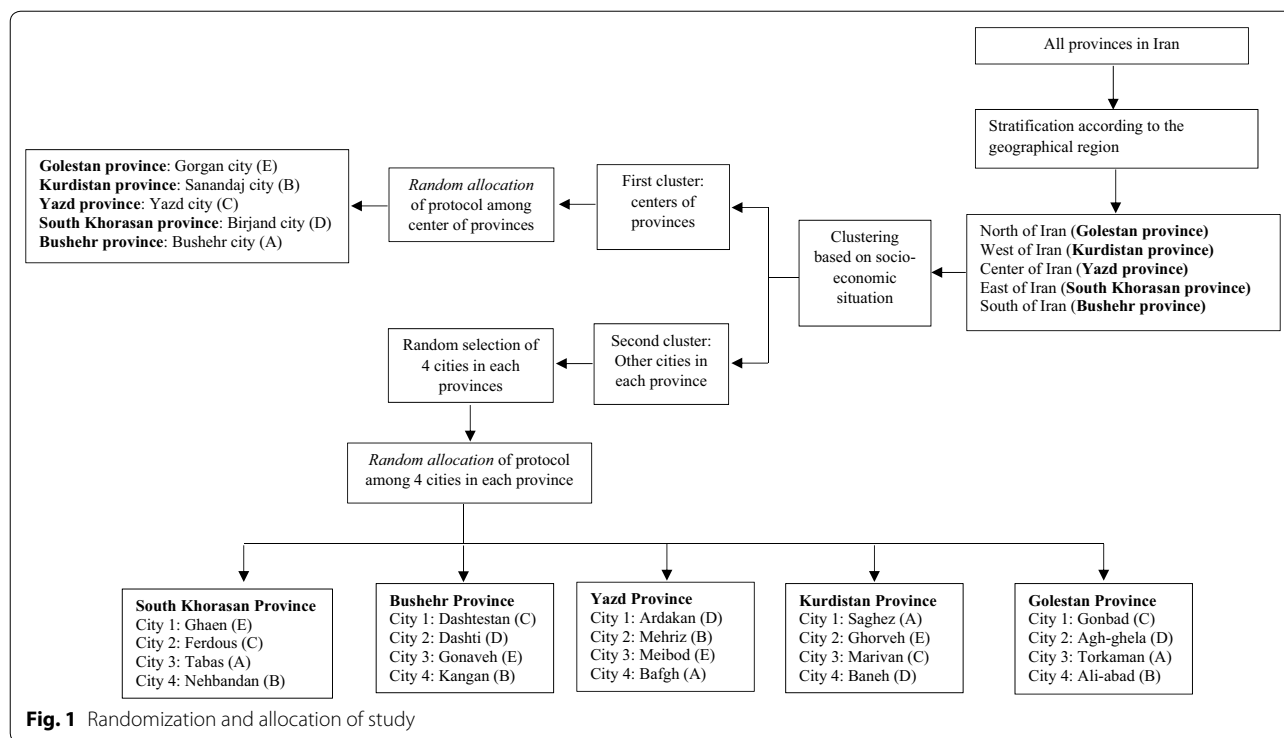 All provinces in Iran
Stratification according to the
geographical region
North of Iran (Golestan province)
West of Iran (Kurdistan province)
Center of Iran (Yazd province)
East of Iran (South Khorasan province)
South of Iran (Bushehr province)
Clustering
based on socio-
economic
situation
First cluster:
centers of
provinces
Random allocation
of protocol among
center of provinces
Golestan province: Gorgan city (E)
Kurdistan province: Sanandaj city (B)
Yazd province: Yazd city (C)
South Khorasan province: Birjand city (D)
Bushehr province: Bushehr city (A)
Second cluster:
Other cities in
each province
Random selection of
4 cities in each
provinces
Random allocation of protocol
among 4 cities in each province
South Khorasan Province
City 1: Ghaen (E)
City 2: Ferdous (C)
City 3: Tabas (A)
City 4: Nehbandan (B)
Bushehr Province
City 1: Dashtestan (C)
City 2: Dashti (D)
City 3: Gonaveh (E)
City 4: Kangan (B)
Yazd Province
City 1: Ardakan (D)
City 2: Mehriz (B)
City 3: Meibod (E)
City 4: Bafgh (A)
Kurdistan Province
City 1: Saghez (A)
City 2: Ghorveh (E)
City 3: Marivan (C)
City 4: Baneh (D)
Golestan Province
City 1: Gonbad (C)
City 2: Agh-ghela (D)
City 3: Torkaman (A)
City 4: Ali-abad (B)
Fig. 1 Randomization and allocation of study